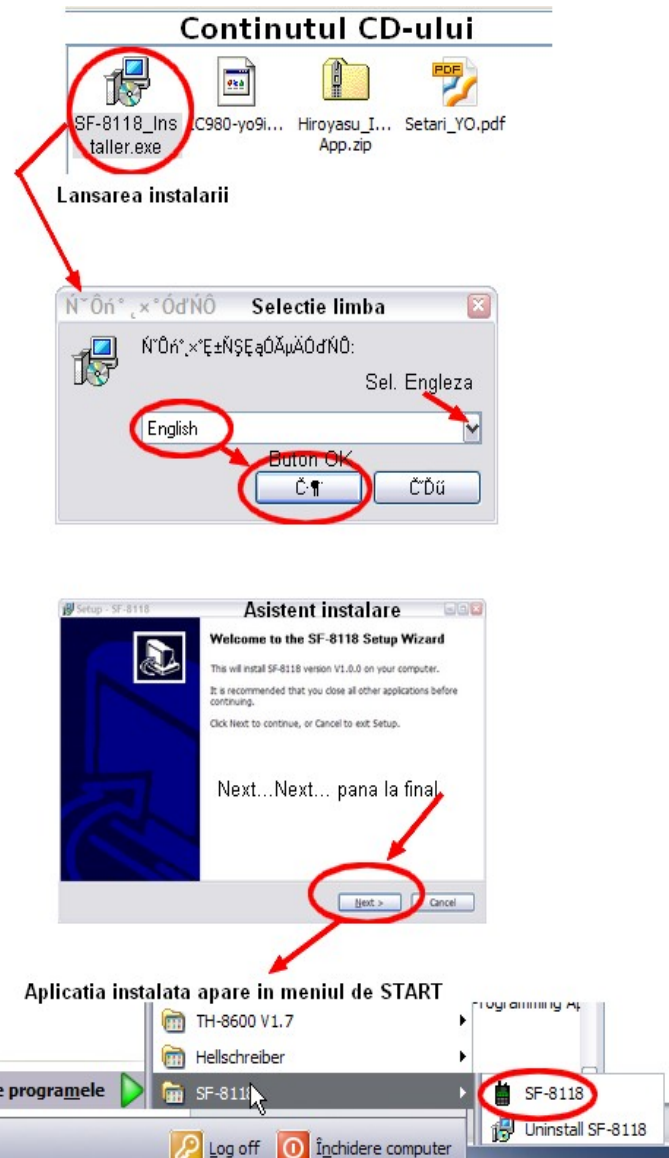 Continutul CD-ului
SF-8118_Ins
taller.exe
C980-yo9i...
Hiroyasu_I...
App.zip
Setari_YO.pdf
PDF
Lansarea instalarii
Selectie limba
Sel. Engleza
English
Buton OK
Setup - SF-8118
Asistent instalare
Welcome to the SF-8118 Setup Wizard
This will install SF-8118 version V1.0.0 on your computer.
It is recommended that you close all other applications before
continuing.
Click Next to continue, or Cancel to exit Setup.
Next...Next... pana la final
Next >
Cancel
Aplicatia instalata apare in meniul de START
TH-8600 V1.7
Hellschreiber
e programele
SF-8118
SF-8118
Uninstall SF-8118
Log off
Închidere computer